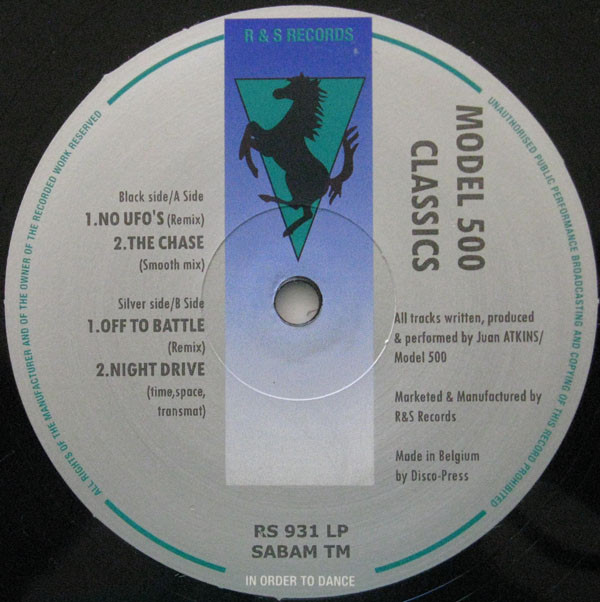 R & S RECORDS
MODEL 500
CLASSICS
Black side/A Side
1.NO UFO'S (Remix)
2.THE CHASE
(Smooth mix)
Silver side/B Side
1.OFF TO BATTLE
(Remix)
2.NIGHT DRIVE
(time,space,
transmat)
All tracks written, produced
& performed by Juan ATKINS/
Model 500
Marketed & Manufactured by
R&S Records
Made in Belgium
by Disco-Press
RS 931 LP
SABAM TM
IN ORDER TO DANCE
ALL RIGHTS OF THE MANUFACTURER AND OF THE OWNER OF THE RECORDED WORK RESERVED
UNAUTHORISED PUBLIC PERFORMANCE BROADCASTING AND COPYING OF THIS RECORD PROHIBITED